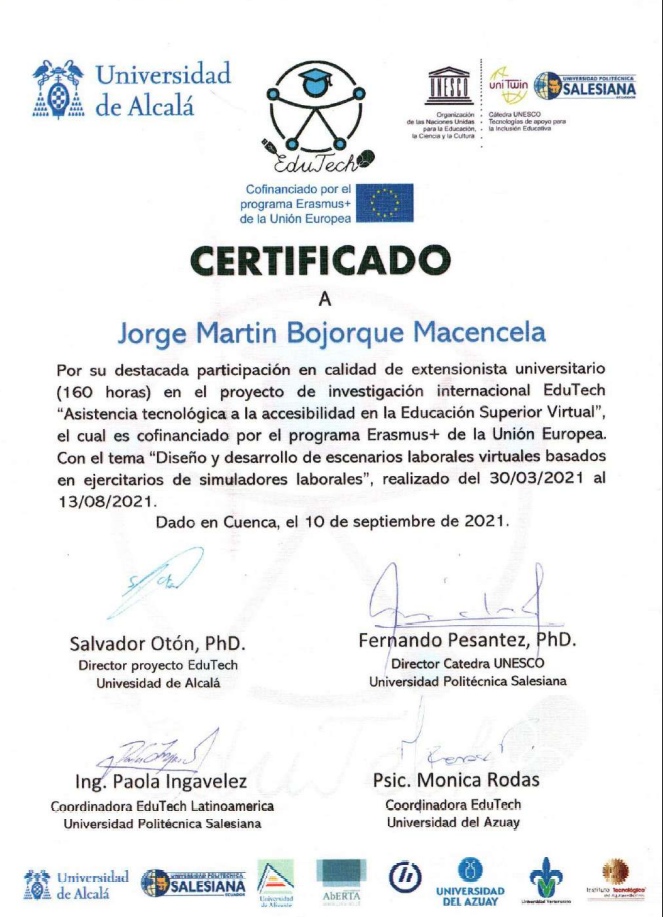 Universidad
de Alcalá
EduTech
UNESCO
Organización
de las Naciones Unidas
para la Educación,
la Ciencia y la Cultura
uni Twin
UNIVERSIDAD POLITÉCNICA
SALESIANA
ECUADOR
Cátedra UNESCO
Tecnologías de apoyo para
la Inclusión Educativa
Cofinanciado por el
programa Erasmus+
de la Unión Europea
CERTIFICADO
A
Jorge Martin Bojorque Macencela
Por su destacada participación en calidad de extensionista universitario
(160 horas) en el proyecto de investigación internacional EduTech
“Asistencia tecnológica a la accesibilidad en la Educación Superior Virtual”,
el cual es cofinanciado por el programa Erasmus+ de la Unión Europea.
Con el tema “Diseño y desarrollo de escenarios laborales virtuales basados
en ejercitarios de simuladores laborales”, realizado del 30/03/2021 al
13/08/2021.
Dado en Cuenca, el 10 de septiembre de 2021.
Salvador Otón, PhD.
Director proyecto EduTech
Univesidad de Alcalá
Fernando Pesantez, PhD.
Director Catedra UNESCO
Universidad Politécnica Salesiana
EduTech
Ing. Paola Ingavelez
Coordinadora EduTech Latinoamerica
Universidad Politécnica Salesiana
Psic. Monica Rodas
Coordinadora EduTech
Universidad del Azuay
Universidad
de Alcalá
UNIVERSIDAD POLITÉCNICA
SALESIANA
ECUADOR
Universidad
de Alicante
AbERTA
UNIVERSIDAD
DEL AZUAY
Universidad Veracruzana
Instituto Tecnológico